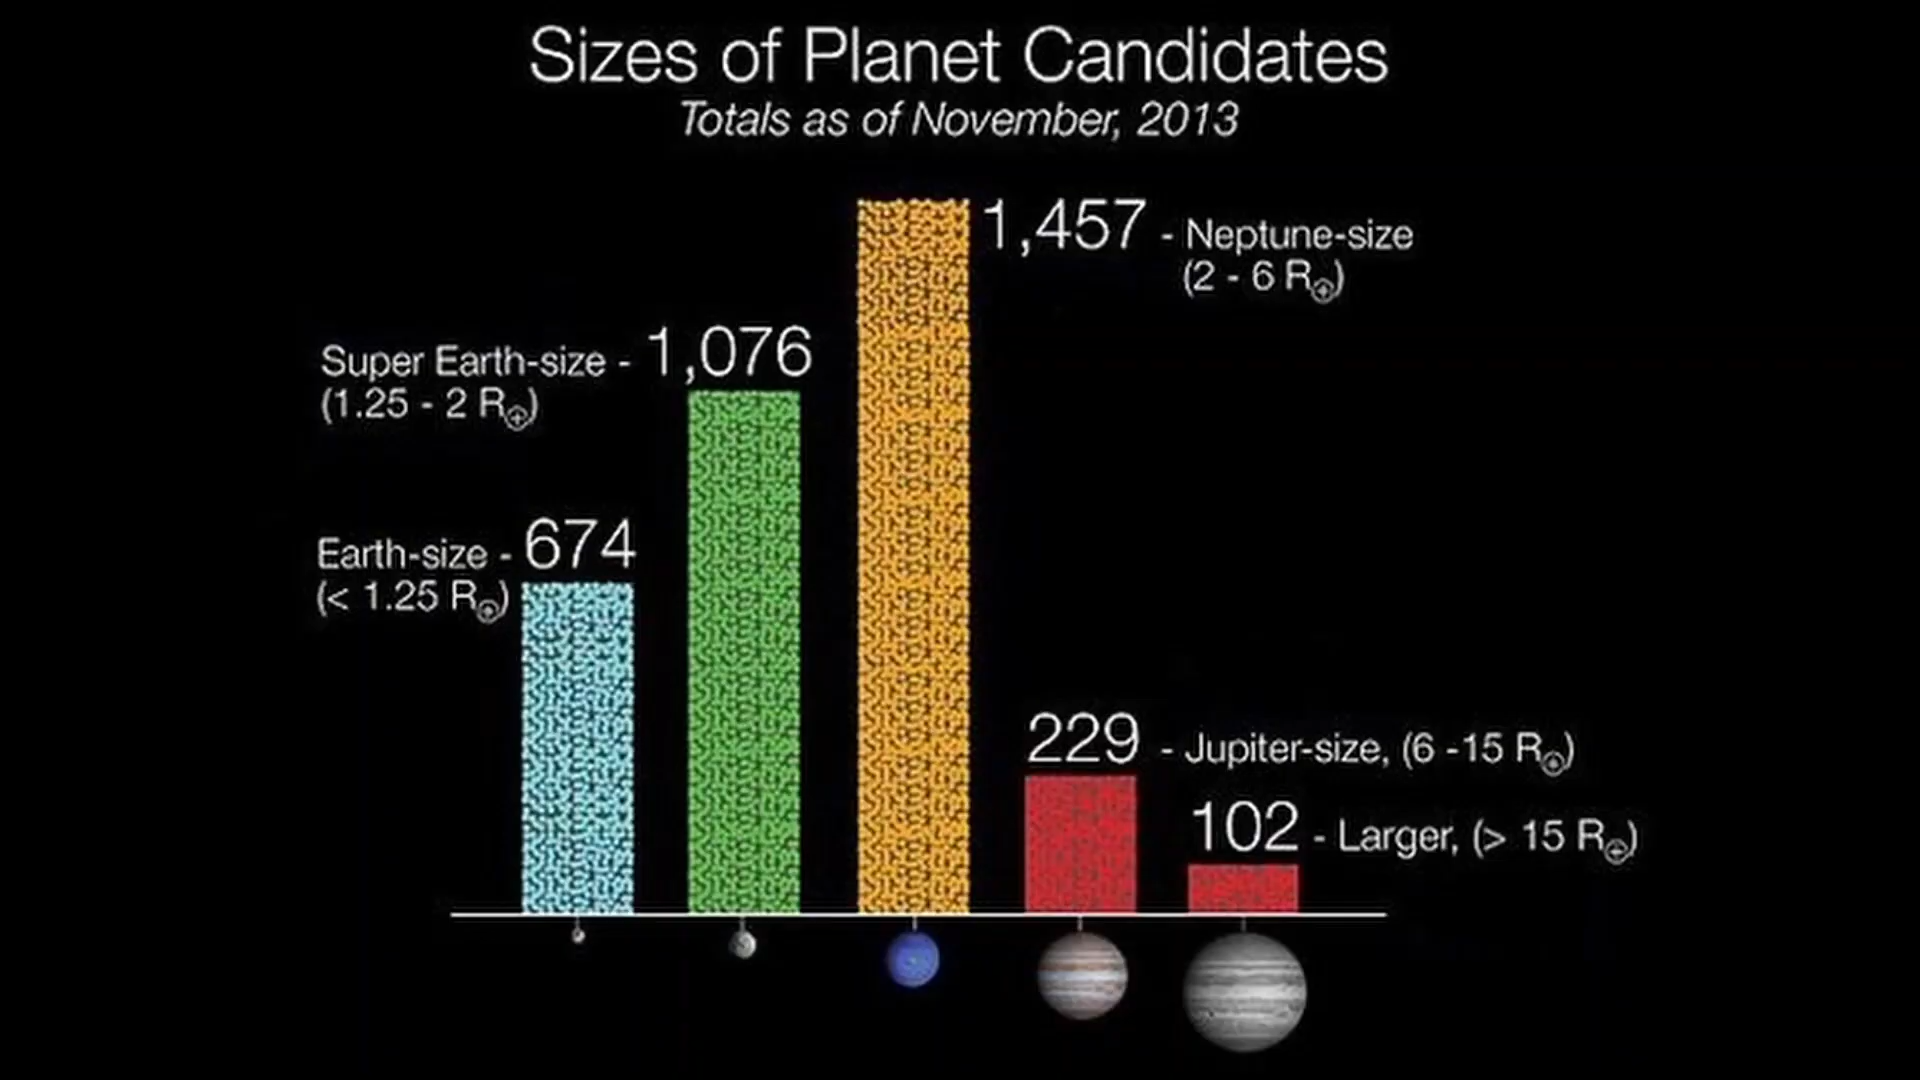 Sizes of Planet Candidates
Totals as of November, 2013
1,457 - Neptune-size
(2 - 6 R⊕)
Super Earth-size - 1,076
(1.25 - 2 R⊕)
Earth-size - 674
(< 1.25 R⊕)
229 - Jupiter-size, (6 -15 R⊕)
102 - Larger, (> 15 R⊕)